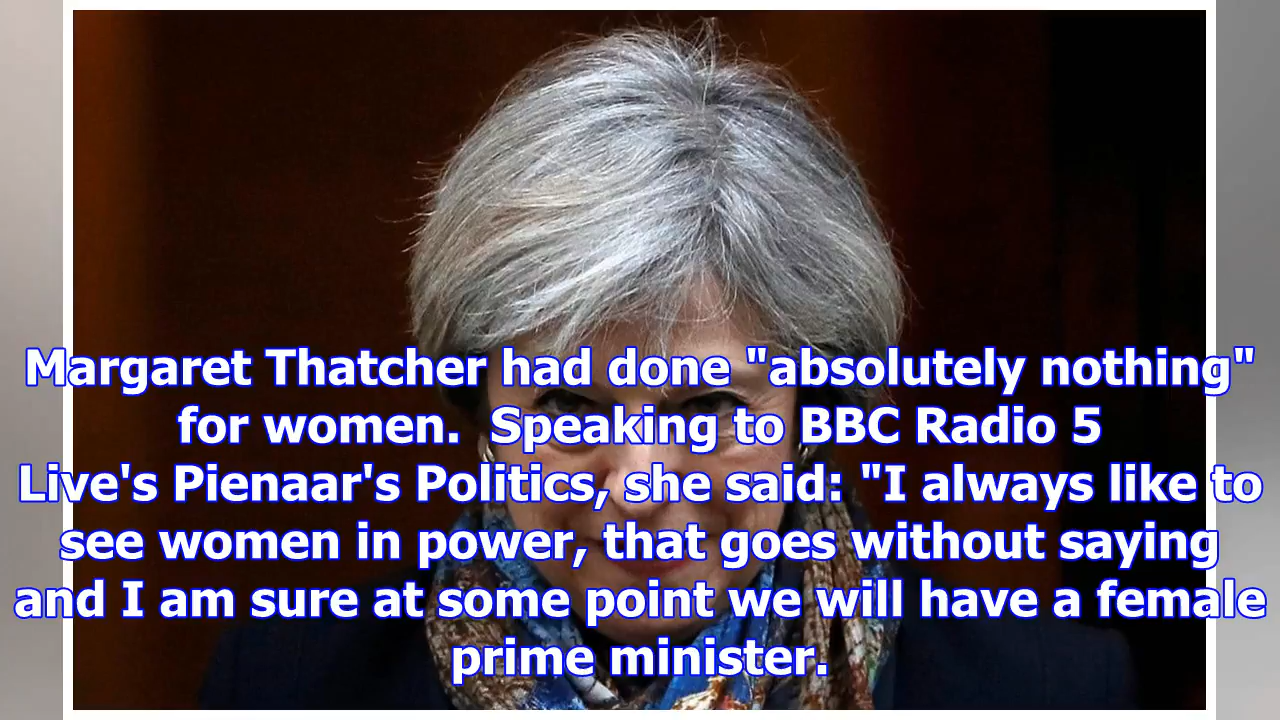 Margaret Thatcher had done "absolutely nothing"
for women.  Speaking to BBC Radio 5
Live's Pienaar's Politics, she said: "I always like to
see women in power, that goes without saying
and I am sure at some point we will have a female
prime minister.